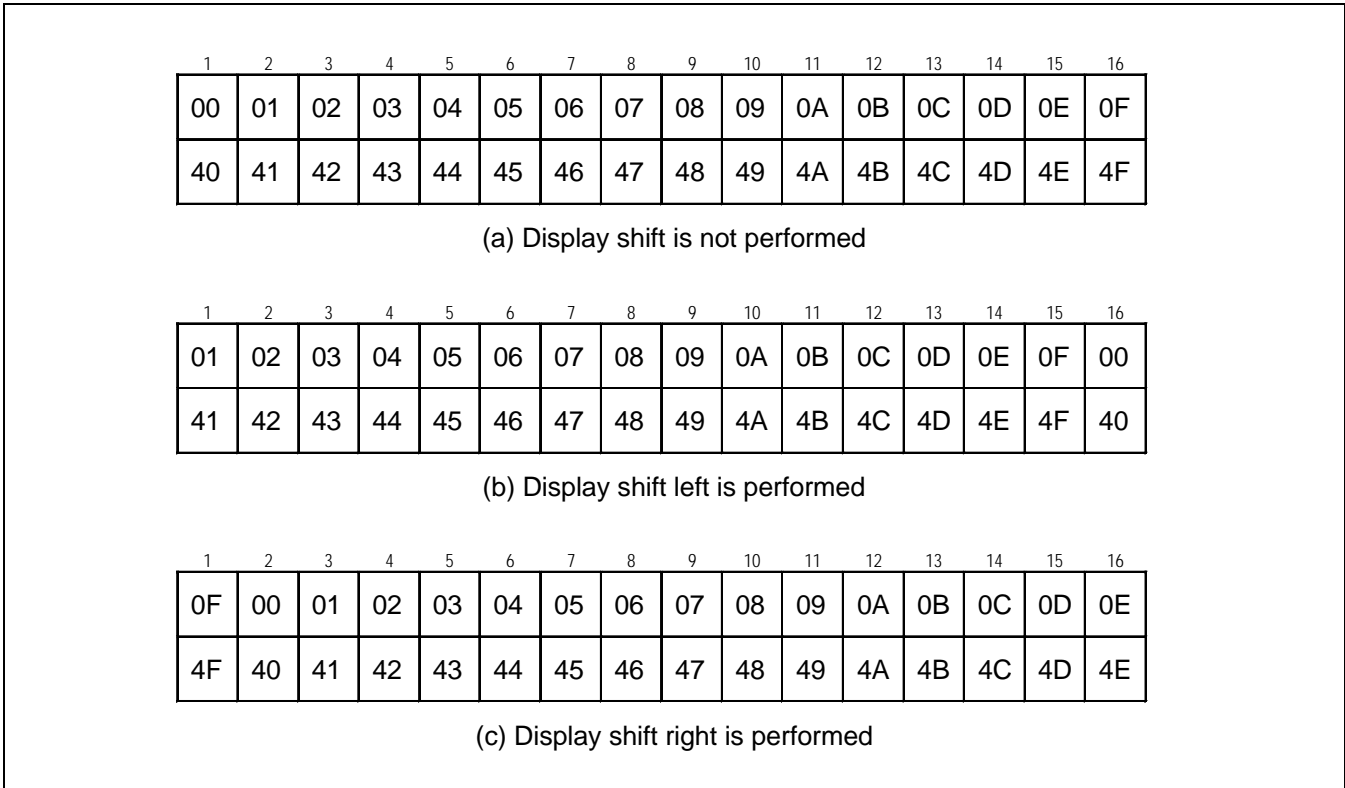 1 2 3 4 5 6 7 8 9 10 11 12 13 14 15 16
00 01 02 03 04 05 06 07 08 09 0A 0B 0C 0D 0E 0F
40 41 42 43 44 45 46 47 48 49 4A 4B 4C 4D 4E 4F
(a) Display shift is not performed
1 2 3 4 5 6 7 8 9 10 11 12 13 14 15 16
01 02 03 04 05 06 07 08 09 0A 0B 0C 0D 0E 0F 00
41 42 43 44 45 46 47 48 49 4A 4B 4C 4D 4E 4F 40
(b) Display shift left is performed
1 2 3 4 5 6 7 8 9 10 11 12 13 14 15 16
0F 00 01 02 03 04 05 06 07 08 09 0A 0B 0C 0D 0E
4F 40 41 42 43 44 45 46 47 48 49 4A 4B 4C 4D 4E
(c) Display shift right is performed